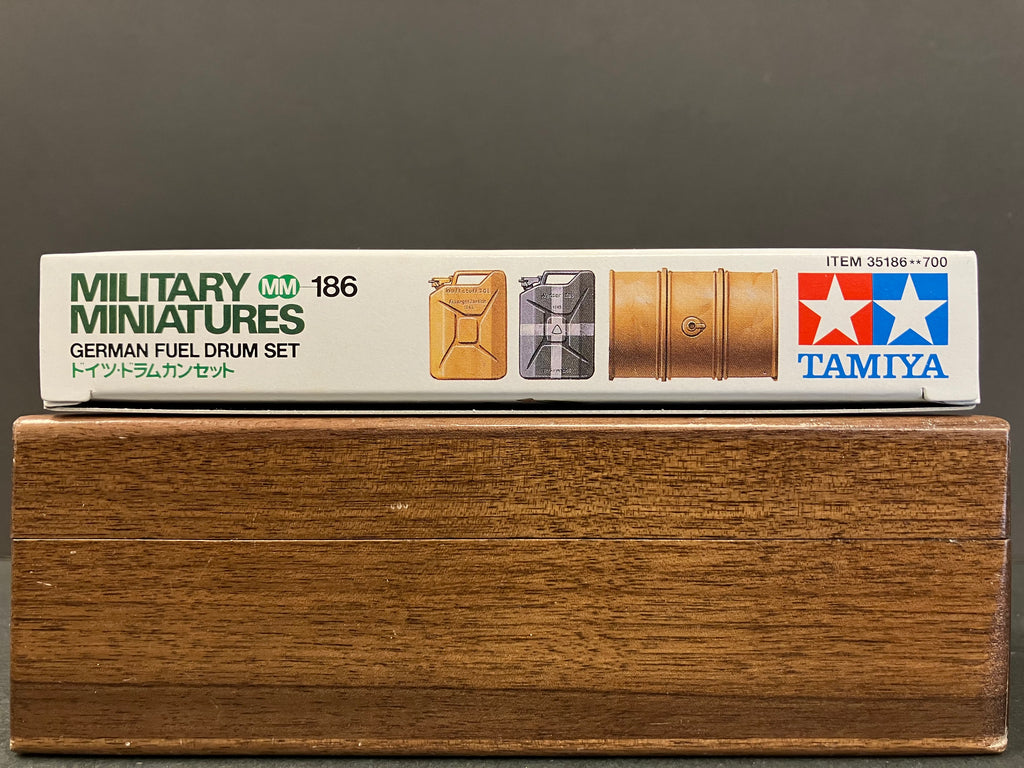 MILITARY MM 186
MINIATURES
GERMAN FUEL DRUM SET
ドイツ・ドラムカンセット
ITEM 35186**700
TAMIYA